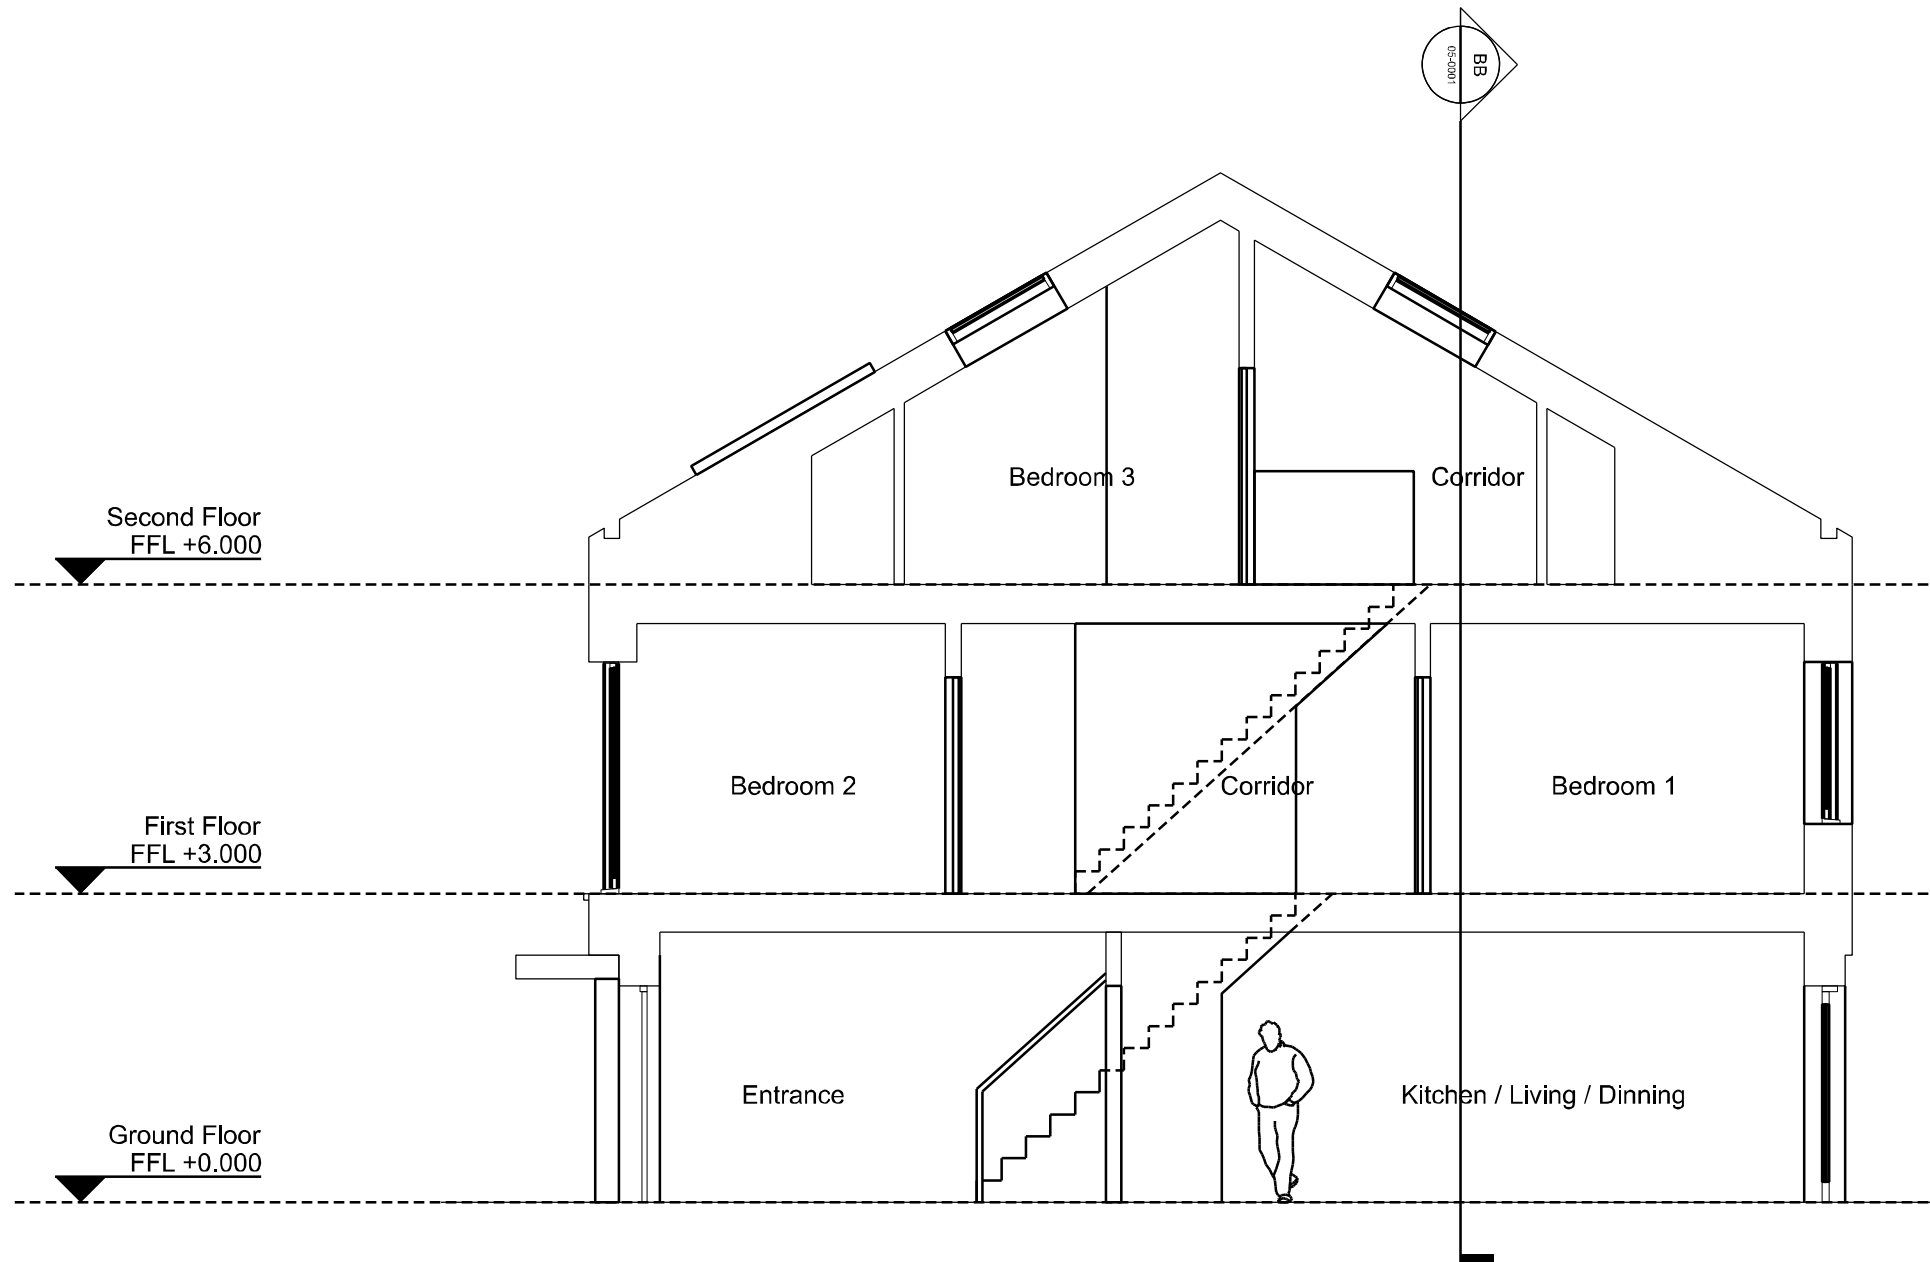 BB
05-0001
Bedroom 3
Corridor
Second Floor
FFL +6.000
Bedroom 2
Corridor
Bedroom 1
First Floor
FFL +3.000
Entrance
Kitchen / Living / Dinning
Ground Floor
FFL +0.000